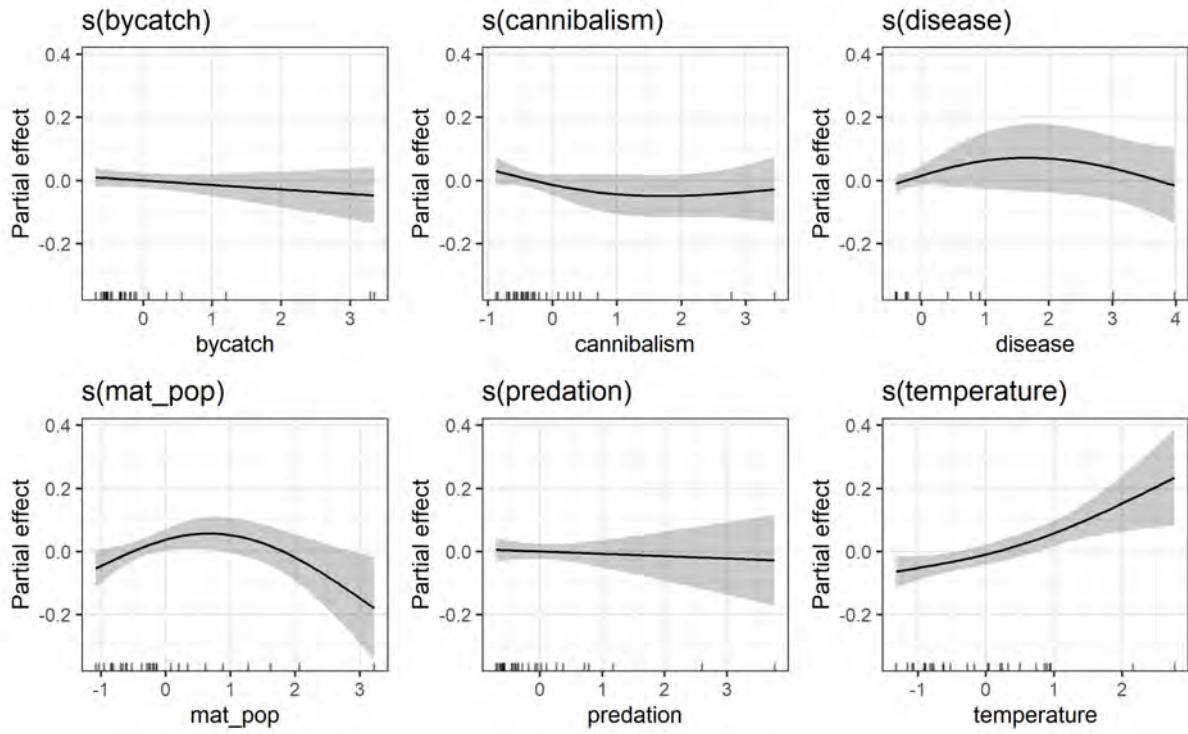 s(bycatch)
0.4
0.2
0.0
-0.2
Partial effect
0
1
2
3
bycatch
s(cannibalism)
0.4
0.2
0.0
-0.2
Partial effect
-1
0
1
2
3
cannibalism
s(disease)
0.4
0.2
0.0
-0.2
Partial effect
0
1
2
3
4
disease
s(mat_pop)
0.4
0.2
0.0
-0.2
Partial effect
-1
0
1
2
3
mat_pop
s(predation)
0.4
0.2
0.0
-0.2
Partial effect
0
1
2
3
predation
s(temperature)
0.4
0.2
0.0
-0.2
Partial effect
-1
0
1
2
temperature